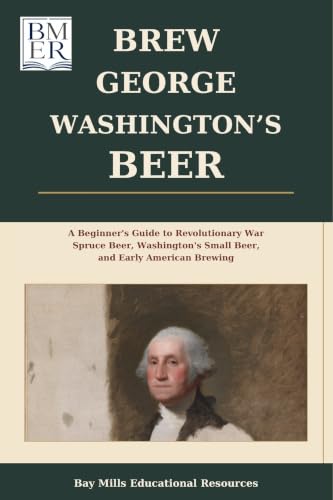 BM
ER
BREW
GEORGE
WASHINGTON'S
BEER
A Beginner's Guide to Revolutionary War
Spruce Beer, Washington's Small Beer,
and Early American Brewing
Bay Mills Educational Resources